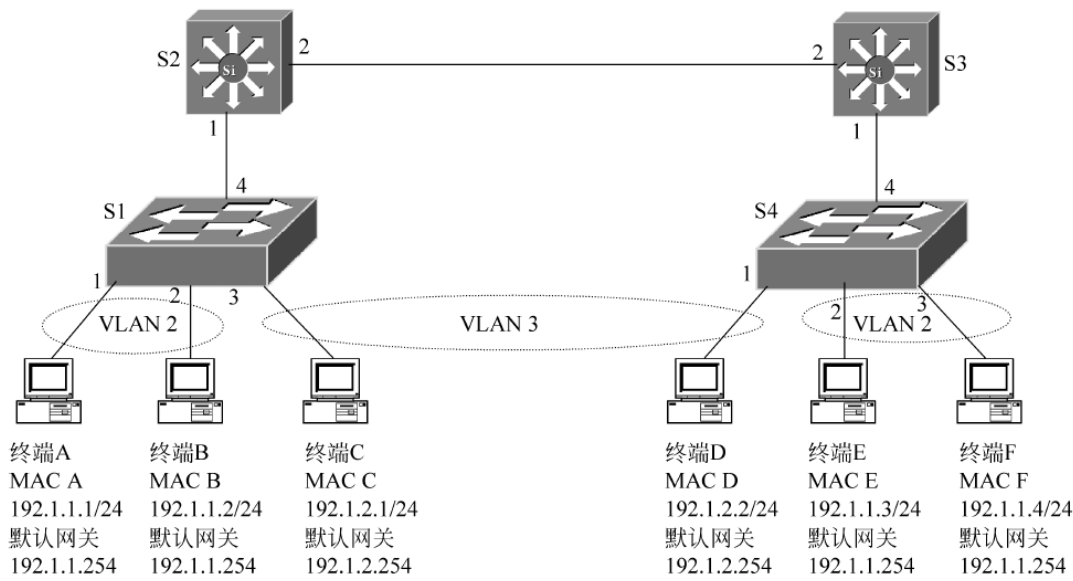 S2
Si
2
2
Si
S3
1
1
4
4
S1
S4
1
2
3
1
2
3
VLAN 2
VLAN 3
VLAN 2
终端A
MAC A
192.1.1.1/24
默认网关
192.1.1.254
终端B
MAC B
192.1.1.2/24
默认网关
192.1.1.254
终端C
MAC C
192.1.2.1/24
默认网关
192.1.2.254
终端D
MAC D
192.1.2.2/24
默认网关
192.1.2.254
终端E
MAC E
192.1.1.3/24
默认网关
192.1.1.254
终端F
MAC F
192.1.1.4/24
默认网关
192.1.1.254